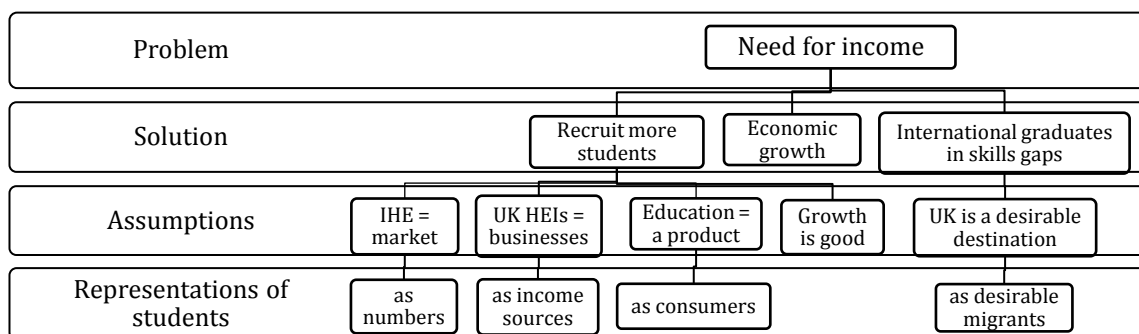 Problem
Need for income
Solution
Recruit more
students
Economic
growth
International graduates
in skills gaps
Assumptions
IHE =
market
UK HEIs =
businesses
Education =
a product
Growth
is good
UK is a desirable
destination
Representations of
students
as
numbers
as income
sources
as consumers
as desirable
migrants